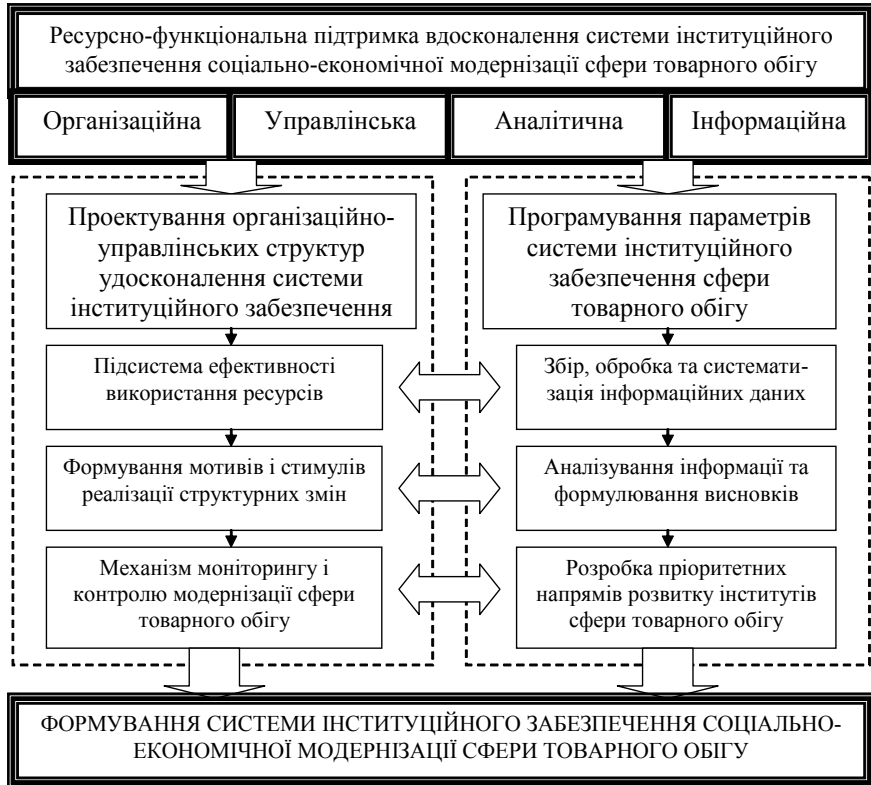 Ресурсно-функціональна підтримка вдосконалення системи інституційного
забезпечення соціально-економічної модернізації сфери товарного обігу
Організаційна
Управлінська
Аналітична
Інформаційна
Проектування організаційно-
управлінських структур
удосконалення системи
інституційного забезпечення
Підсистема ефективності
використання ресурсів
Формування мотивів і стимулів
реалізації структурних змін
Механізм моніторингу і
контролю модернізації сфери
товарного обігу
Програмування параметрів
системи інституційного
забезпечення сфери
товарного обігу
Збір, обробка та системати-
зація інформаційних даних
Аналізування інформації та
формулювання висновків
Розробка пріоритетних
напрямів розвитку інститутів
сфери товарного обігу
ФОРМУВАННЯ СИСТЕМИ ІНСТИТУЦІЙНОГО ЗАБЕЗПЕЧЕННЯ СОЦІАЛЬНО-
ЕКОНОМІЧНОЇ МОДЕРНІЗАЦІЇ СФЕРИ ТОВАРНОГО ОБІГУ